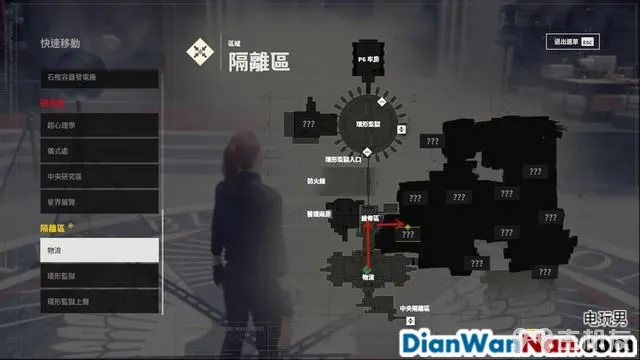 快速移動
石棺容器發電廠
研究部
超心理學
儀式處
中央研究區
星界展覽
隔離區
物流
環形監獄
環形監獄上層
區域
隔離區
退出選單 ESC
P6 牢房
???
環形監獄
???
環形監獄入口
???
防火線
???
???
???
醫護病房
維修區
???
???
???
???
物流
中央隔離區
电玩男
DianWanNan.com